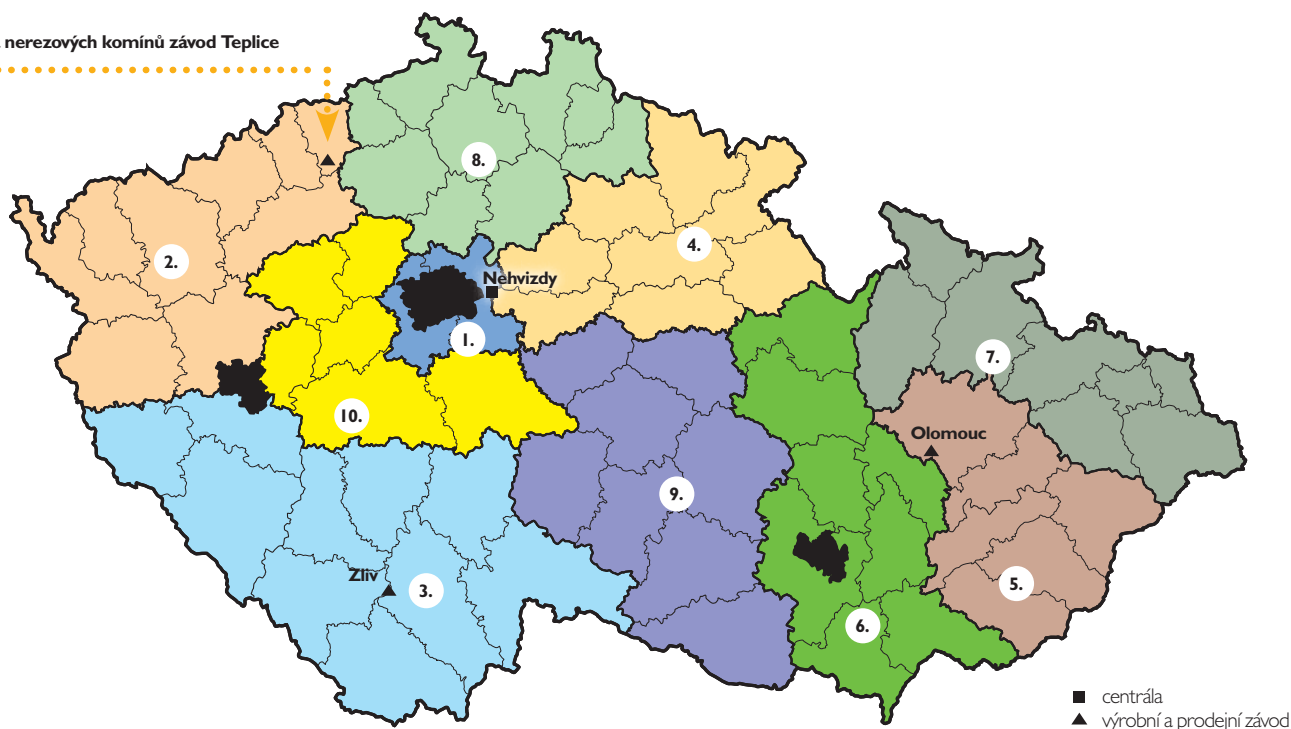 nerezových komínů závod Teplice
8.
4.
2.
Nehvizdy
1.
7.
10.
Olomouc
9.
Zliv
3.
5.
6.
centrála
výrobní a prodejní závod